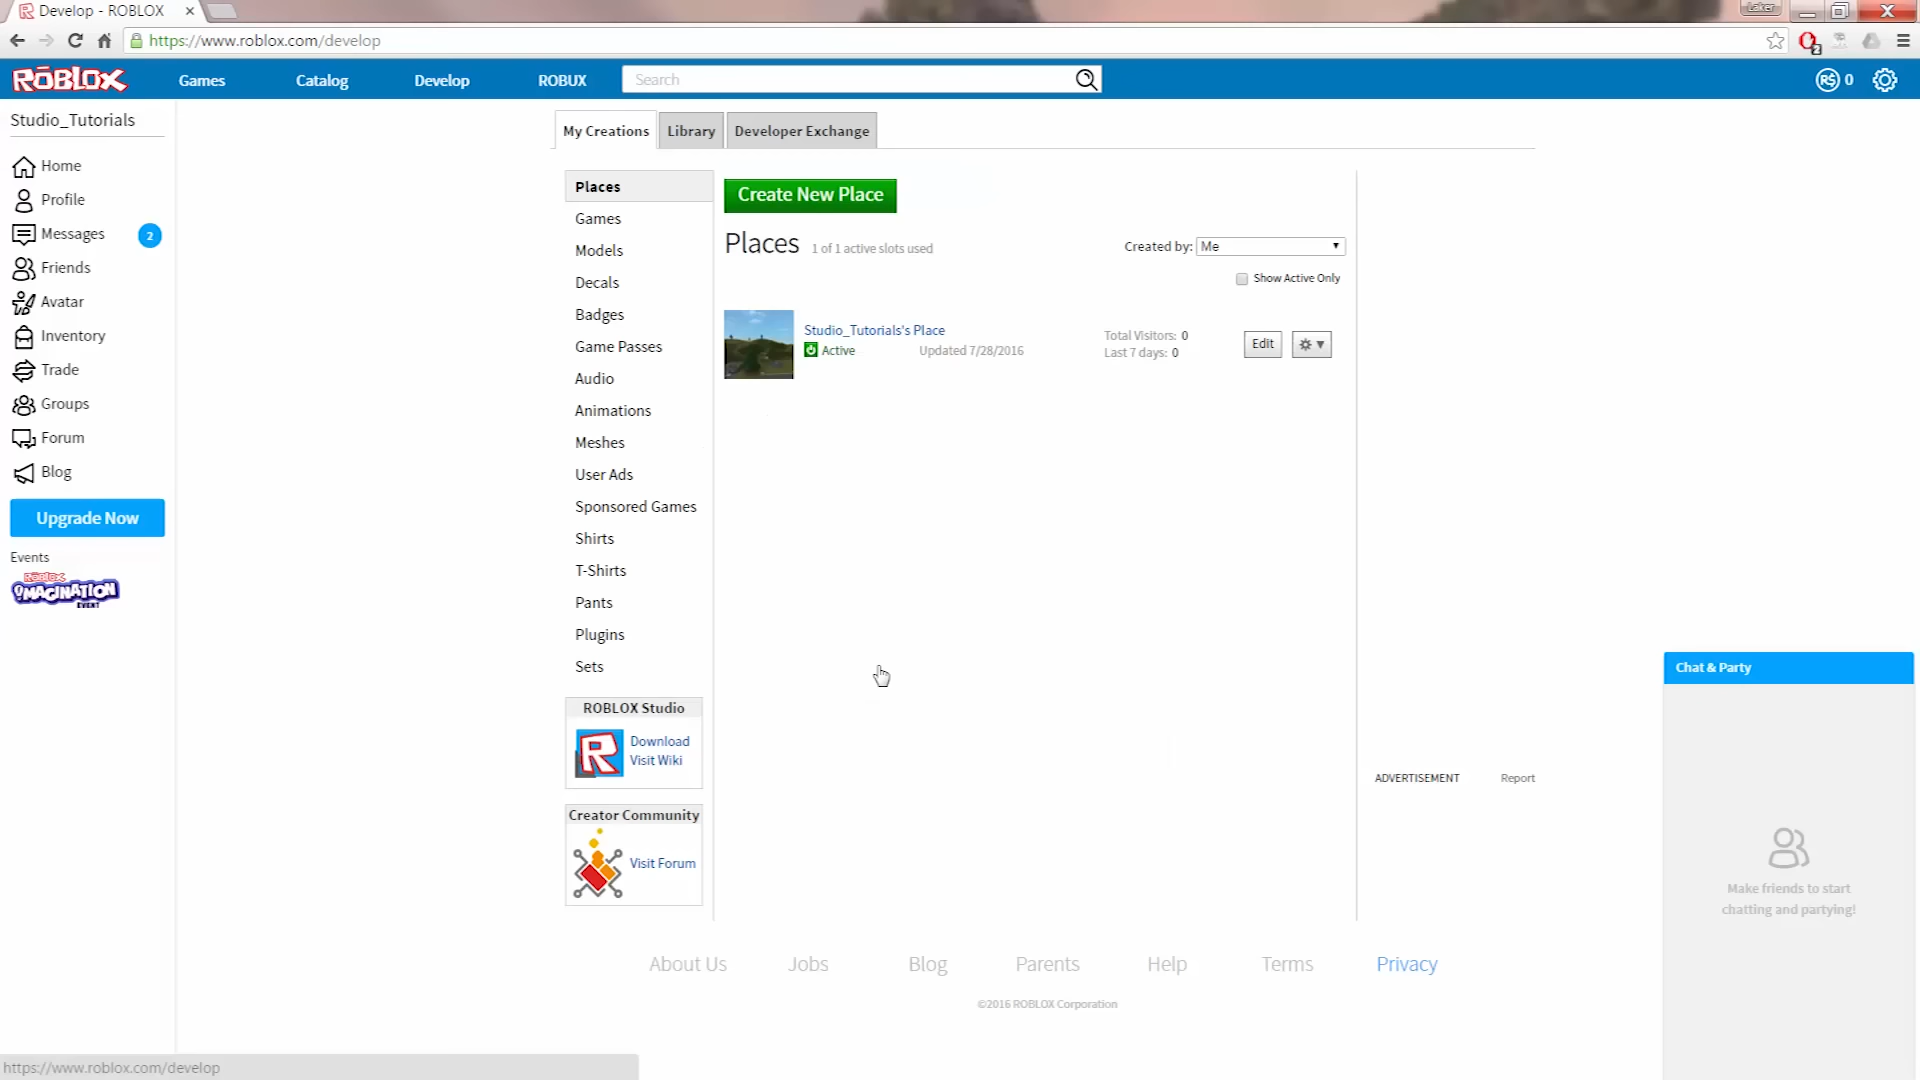 Develop - ROBLOX
Laker
https://www.roblox.com/develop
2
ROBLOX
Games
Catalog
Develop
ROBUX
Search
R$ 0
Studio_Tutorials
Home
Profile
Messages
2
Friends
Avatar
Inventory
Trade
Groups
Forum
Blog
Upgrade Now
Events
ROBLOX
IMAGINATION
EVENT
My Creations
Library
Developer Exchange
Places
Games
Models
Decals
Badges
Game Passes
Audio
Animations
Meshes
User Ads
Sponsored Games
Shirts
T-Shirts
Pants
Plugins
Sets
ROBLOX Studio
R
Download
Visit Wiki
Creator Community
Visit Forum
Create New Place
Places 1 of 1 active slots used
Created by: Me
Show Active Only
Studio_Tutorials's Place
Active
Updated 7/28/2016
Total Visitors: 0
Last 7 days: 0
Edit
ADVERTISEMENT
Report
Chat & Party
Make friends to start
chatting and partying!
About Us
Jobs
Blog
Parents
Help
Terms
Privacy
©2016 ROBLOX Corporation
https://www.roblox.com/develop